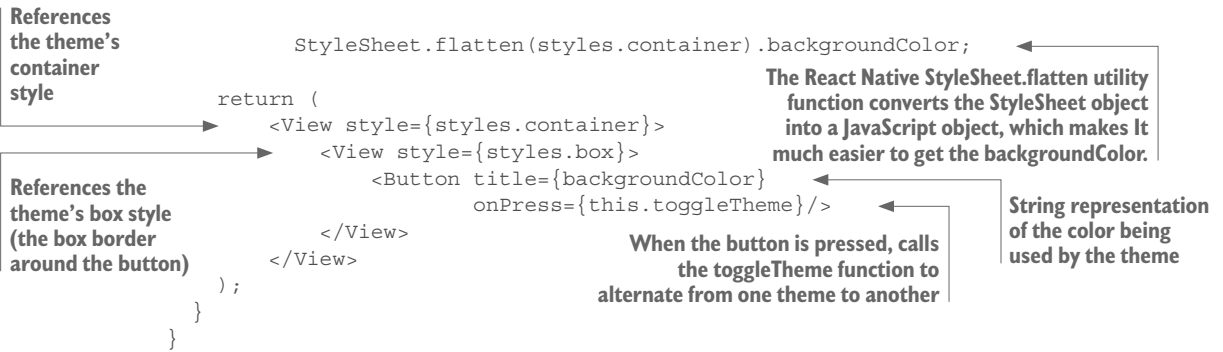 References
the theme's
container
style
StyleSheet.flatten(styles.container).backgroundColor;
The React Native StyleSheet.flatten utility
function converts the StyleSheet object
into a JavaScript object, which makes It
much easier to get the backgroundColor.
return (
<View style={styles.container}>
<View style={styles.box}>
<Button title={backgroundColor}
onPress={this.toggleTheme}/>
References the
theme's box style
(the box border
around the button)
String representation
of the color being
used by the theme
</View>
When the button is pressed, calls
the toggleTheme function to
alternate from one theme to another
</View>
);
}
}